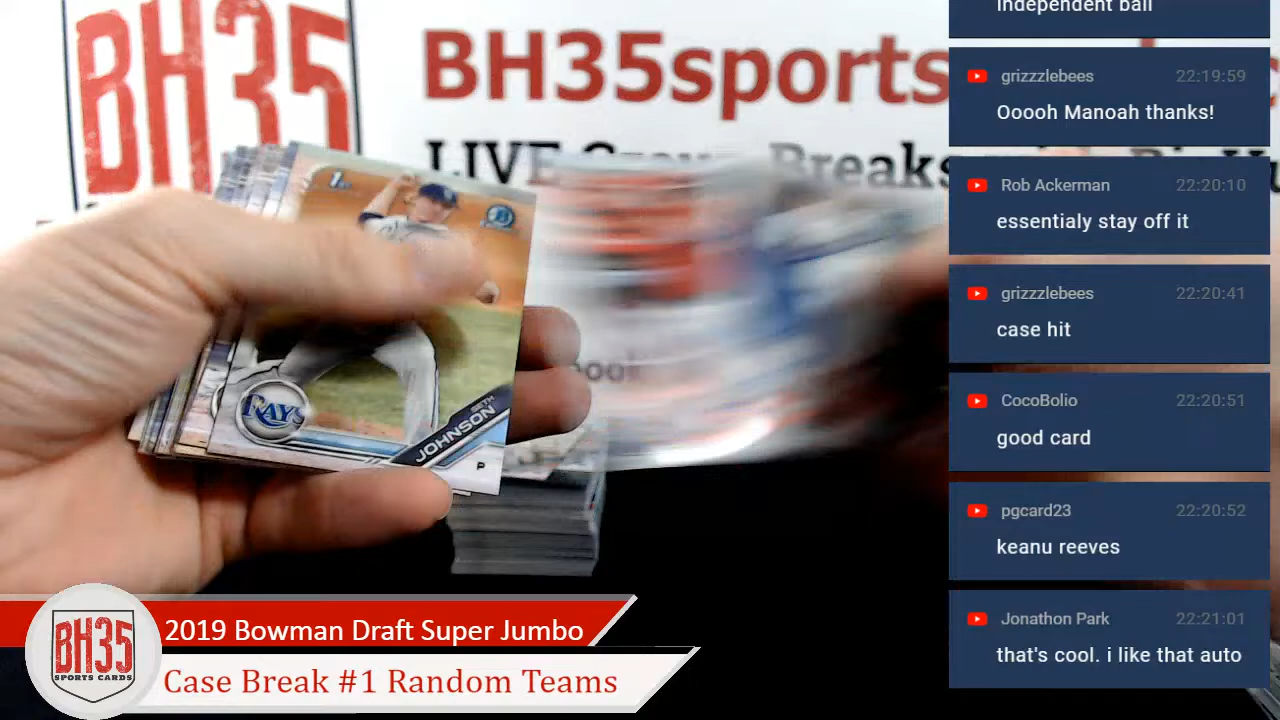 BH35
BH35sports
LIVE Group Breaks
1st
B
RAYS
SETH
JOHNSON
P
independent ball
grizzzlebees 22:19:59
Ooooh Manoah thanks!
Rob Ackerman 22:20:10
essentialy stay off it
grizzzlebees 22:20:41
case hit
CocoBolio 22:20:51
good card
pgcard23 22:20:52
keanu reeves
Jonathon Park 22:21:01
that's cool. i like that auto
BH35
SPORTS CARDS
2019 Bowman Draft Super Jumbo
Case Break #1 Random Teams